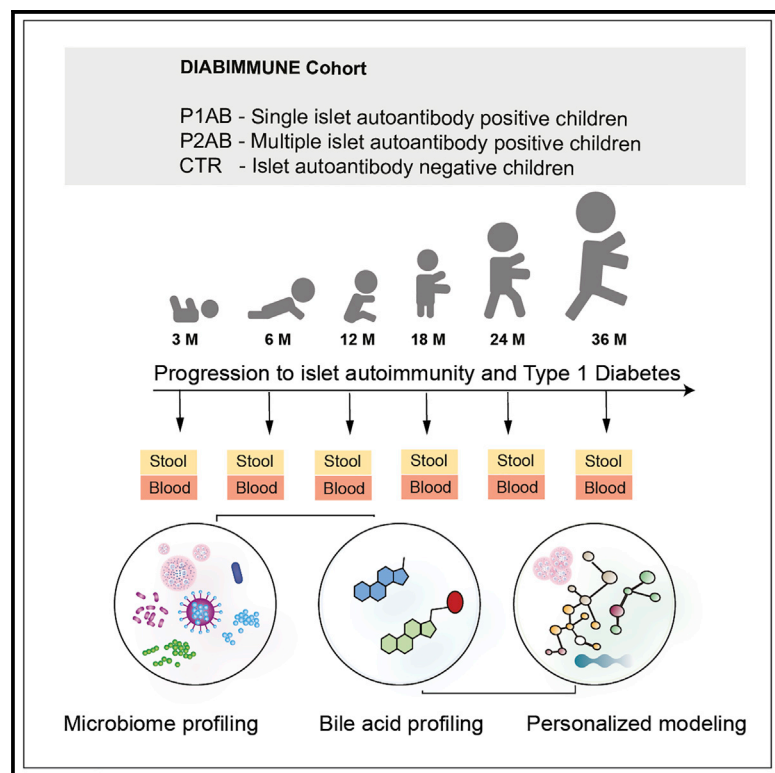 DIABIMMUNE Cohort
P1AB - Single islet autoantibody positive children
P2AB - Multiple islet autoantibody positive children
CTR - Islet autoantibody negative children
3 M 6 M 12 M 18 M 24 M 36 M
Progression to islet autoimmunity and Type 1 Diabetes
Stool Stool Stool Stool Stool Stool
Blood Blood Blood Blood Blood Blood
Microbiome profiling Bile acid profiling Personalized modeling